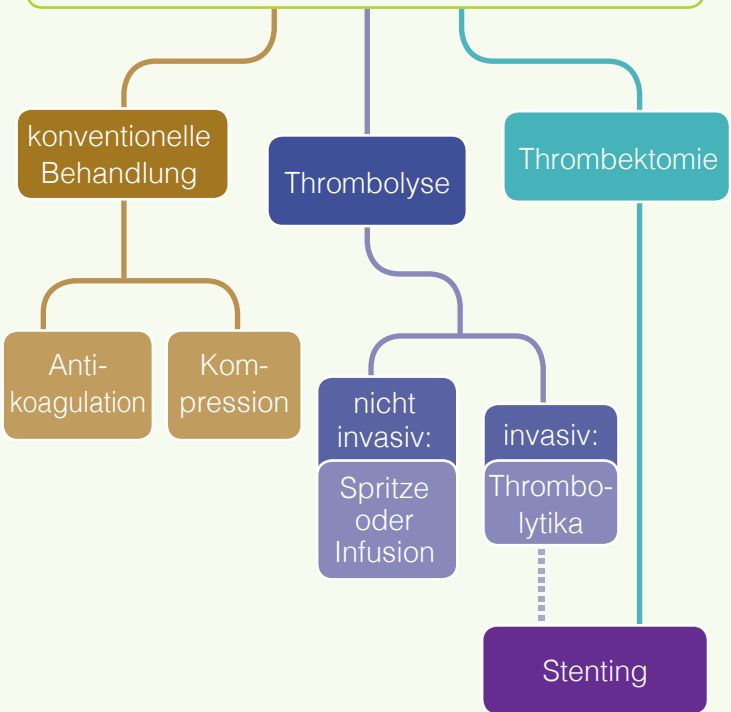 konventionelle
Behandlung
Thrombolyse
Thrombektomie
Anti-
koagulation
Kom-
pression
nicht
invasiv:
Spritze
oder
Infusion
invasiv:
Thrombo-
lytika
Stenting